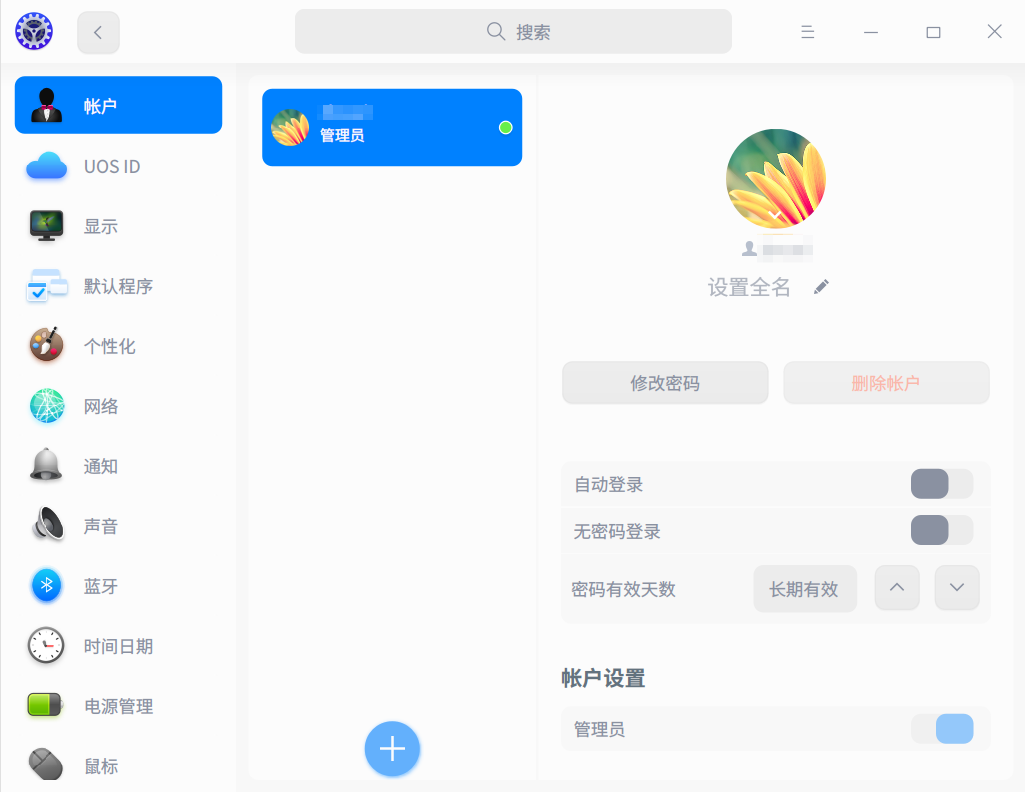 搜索
帐户
UOS ID
显示
默认程序
个性化
网络
通知
声音
蓝牙
时间日期
电源管理
鼠标
管理员
设置全名
修改密码
删除帐户
自动登录
无密码登录
密码有效天数
长期有效
帐户设置
管理员